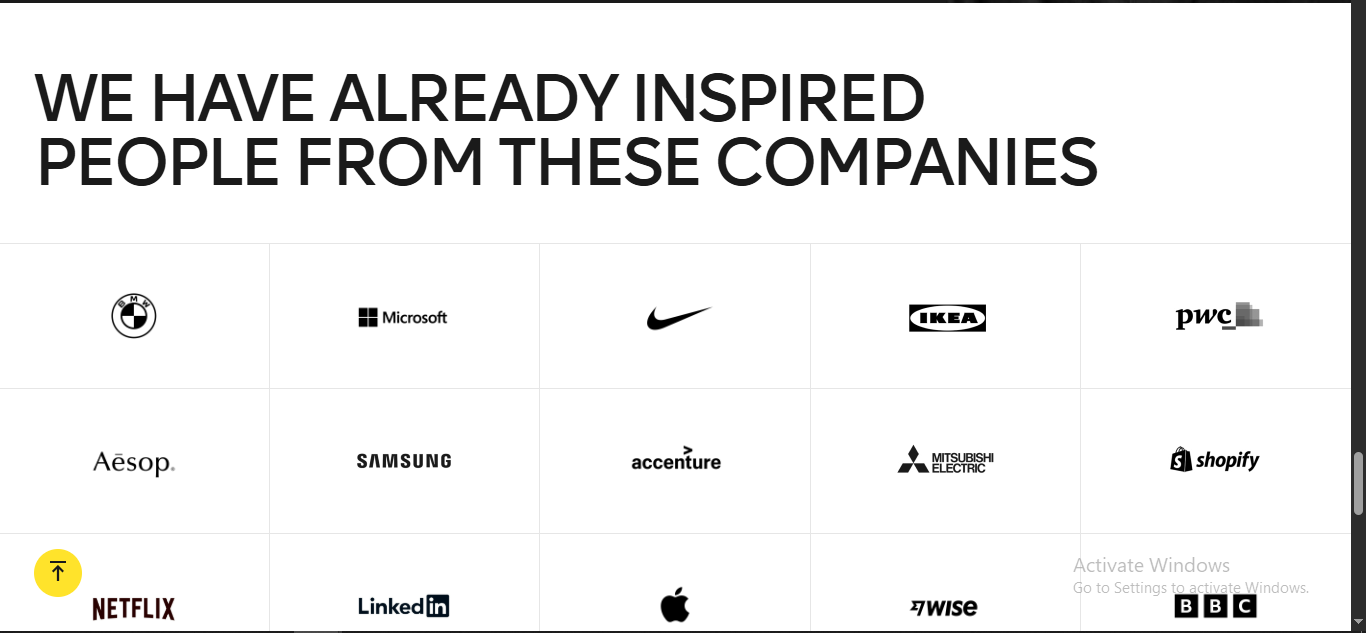 WE HAVE ALREADY INSPIRED
PEOPLE FROM THESE COMPANIES
BMW
Microsoft
IKEA
pwc
Aēsop.
SAMSUNG
accenture
MITSUBISHI
ELECTRIC
shopify
NETFLIX
LinkedIn
WISE
BBC
Activate Windows
Go to Settings to activate Windows.